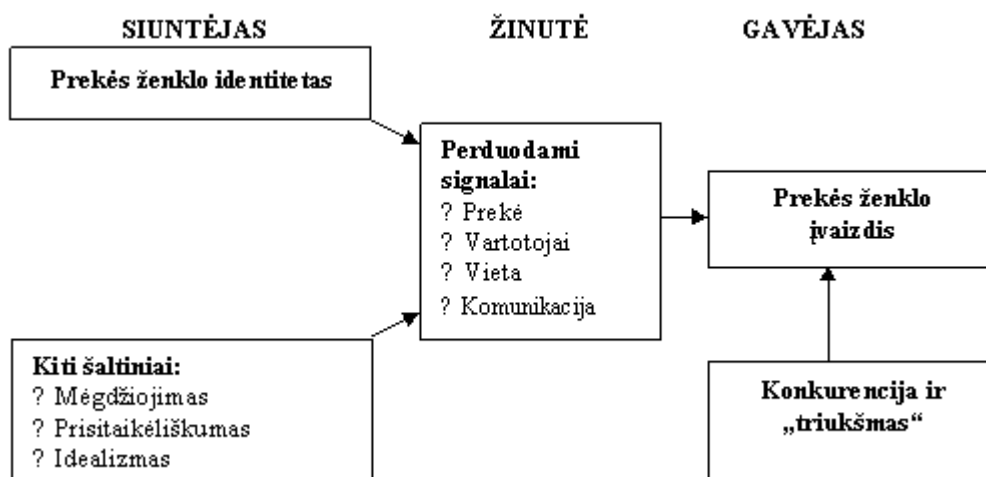 SIUNTĖJAS
ŽINUTĖ
GAVĖJAS
Prekės ženklo identitetas
Perduodami
signalai:
? Prekė
? Vartotojai
? Vieta
? Komunikacija
Prekės ženklo
įvaizdis
Kiti šaltiniai:
? Mėgdžiojimas
? Prisitaikėliškumas
? Idealizmas
Konkurencija ir
„triukšmas“